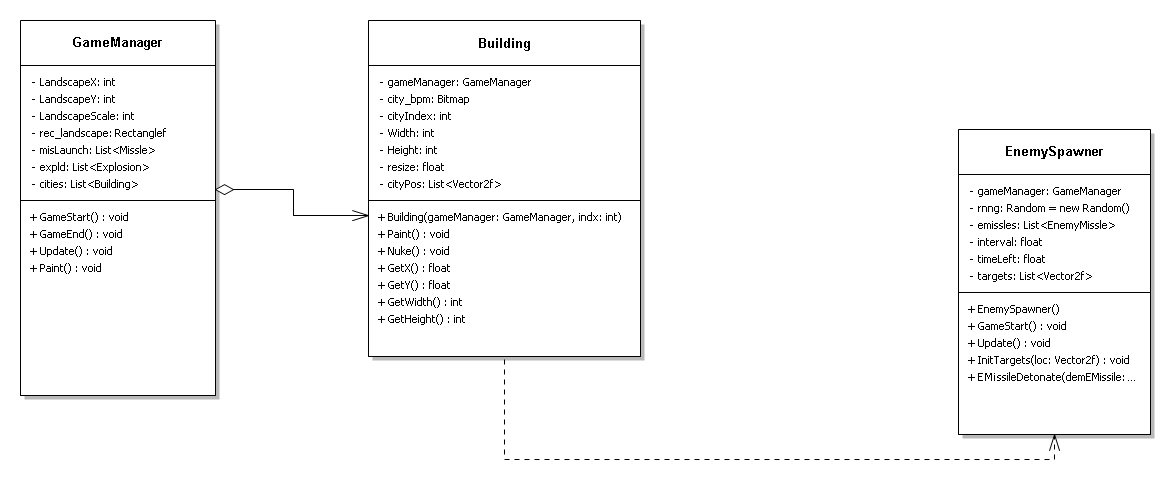 GameManager
- LandscapeX: int
- LandscapeY: int
- LandscapeScale: int
- rec_landscape: Rectanglef
- misLaunch: List<Missle>
- expld: List<Explosion>
- cities: List<Building>
+ GameStart() : void
+ GameEnd() : void
+ Update() : void
+ Paint() : void
Building
- gameManager: GameManager
- city_bpm: Bitmap
- cityIndex: int
- Width: int
- Height: int
- resize: float
- cityPos: List<Vector2f>
+ Building(gameManager: GameManager, indx: int)
+ Paint() : void
+ Nuke() : void
+ GetX() : float
+ GetY() : float
+ GetWidth() : int
+ GetHeight() : int
EnemySpawner
- gameManager: GameManager
- rnng: Random = new Random()
- emissles: List<EnemyMissle>
- interval: float
- timeLeft: float
- targets: List<Vector2f>
+ EnemySpawner()
+ GameStart() : void
+ Update() : void
+ InitTargets(loc: Vector2f) : void
+ EMissileDetonate(demEMissile: ...